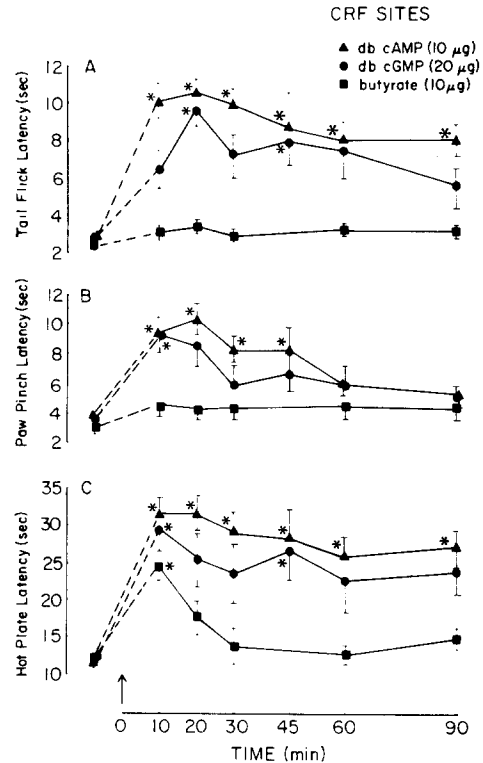 CRF SITES
▲ db cAMP (10 μg)
● db cGMP (20 μg)
■ butyrate (10μg)
A
Tail Flick Latency (sec)
12
10
8
6
4
2
* * * * * *
* *
B
Paw Pinch Latency (sec)
12
10
8
6
4
2
* * * *
*
C
Hot Plate Latency (sec)
35
30
25
20
15
10
* * * * * *
* *
*
0 10 20 30 45 60 90
TIME (min)